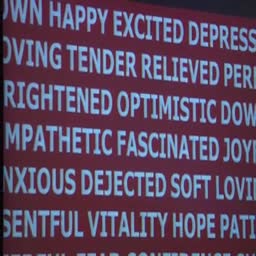 OWN HAPPY EXCITED DEPRESS
OVING TENDER RELIEVED PER
RIGHTENED OPTIMISTIC DOW
MPATHETIC FASCINATED JOY
NXIOUS DEJECTED SOFT LOVI
SENTFUL VITALITY HOPE PATI